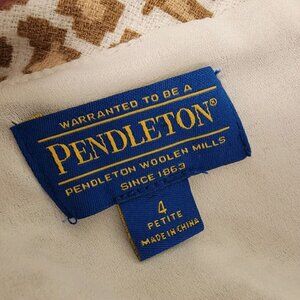 WARRANTED TO BE A
PENDLETON®
PENDLETON WOOLEN MILLS
SINCE 1863
4
PETITE
MADE IN CHINA